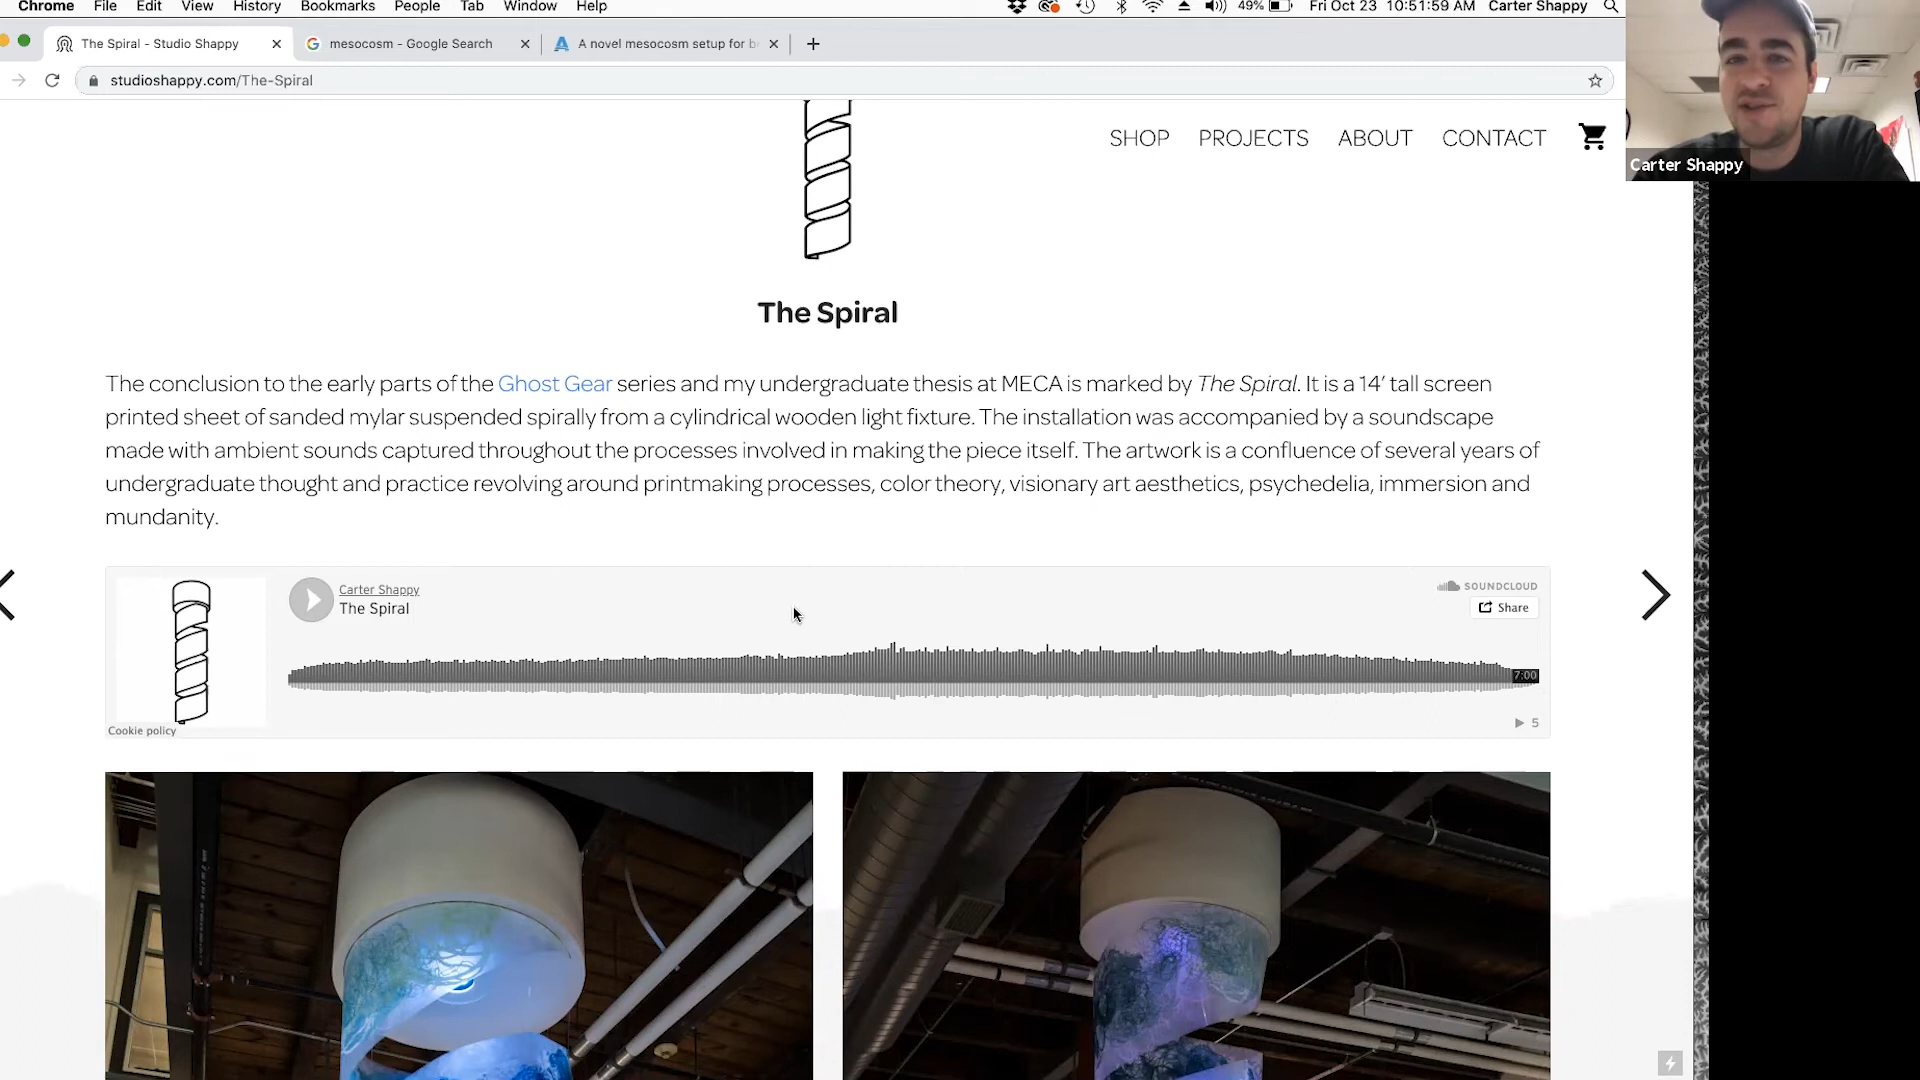 Chrome File Edit View History Bookmarks People Tab Window Help 49% Fri Oct 23 10:51:59 AM Carter Shappy
The Spiral - Studio Shappy
mesocosm - Google Search
A novel mesocosm setup for b
studioshappy.com/The-Spiral
SHOP PROJECTS ABOUT CONTACT
Carter Shappy
The Spiral
The conclusion to the early parts of the Ghost Gear series and my undergraduate thesis at MECA is marked by The Spiral. It is a 14’ tall screen
printed sheet of sanded mylar suspended spirally from a cylindrical wooden light fixture. The installation was accompanied by a soundscape
made with ambient sounds captured throughout the processes involved in making the piece itself. The artwork is a confluence of several years of
undergraduate thought and practice revolving around printmaking processes, color theory, visionary art aesthetics, psychedelia, immersion and
mundanity.
Carter Shappy
The Spiral
SOUNDCLOUD
Share
7:00
5
Cookie policy